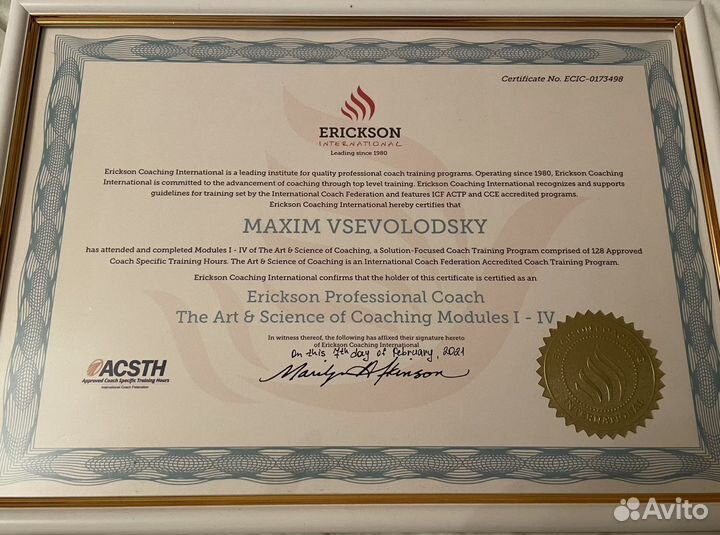 Certificate No. ECIC-0173498
ERICKSON
INTERNATIONAL
Leading since 1980
Erickson Coaching International is a leading institute for quality professional coach training programs. Operating since 1980, Erickson Coaching
International is committed to the advancement of coaching through top level training. Erickson Coaching International recognizes and supports
guidelines for training set by the International Coach Federation and features ICF ACTP and CCE accredited programs.
Erickson Coaching International hereby certifies that
MAXIM VSEVOLODSKY
has attended and completed Modules I - IV of The Art & Science of Coaching, a Solution-Focused Coach Training Program comprised of 128 Approved
Coach Specific Training Hours. The Art & Science of Coaching is an International Coach Federation Accredited Coach Training Program.
Erickson Coaching International confirms that the holder of this certificate is certified as an
Erickson Professional Coach
The Art & Science of Coaching Modules I - IV
In witness thereof, the following has affixed their signature hereto
of Erickson Coaching International
On this 7th day of February, 2021
Marilyn Atkinson
ACSTH
Approved Coach Specific Training Hours
International Coach Federation
INTERNATIONAL
Avito